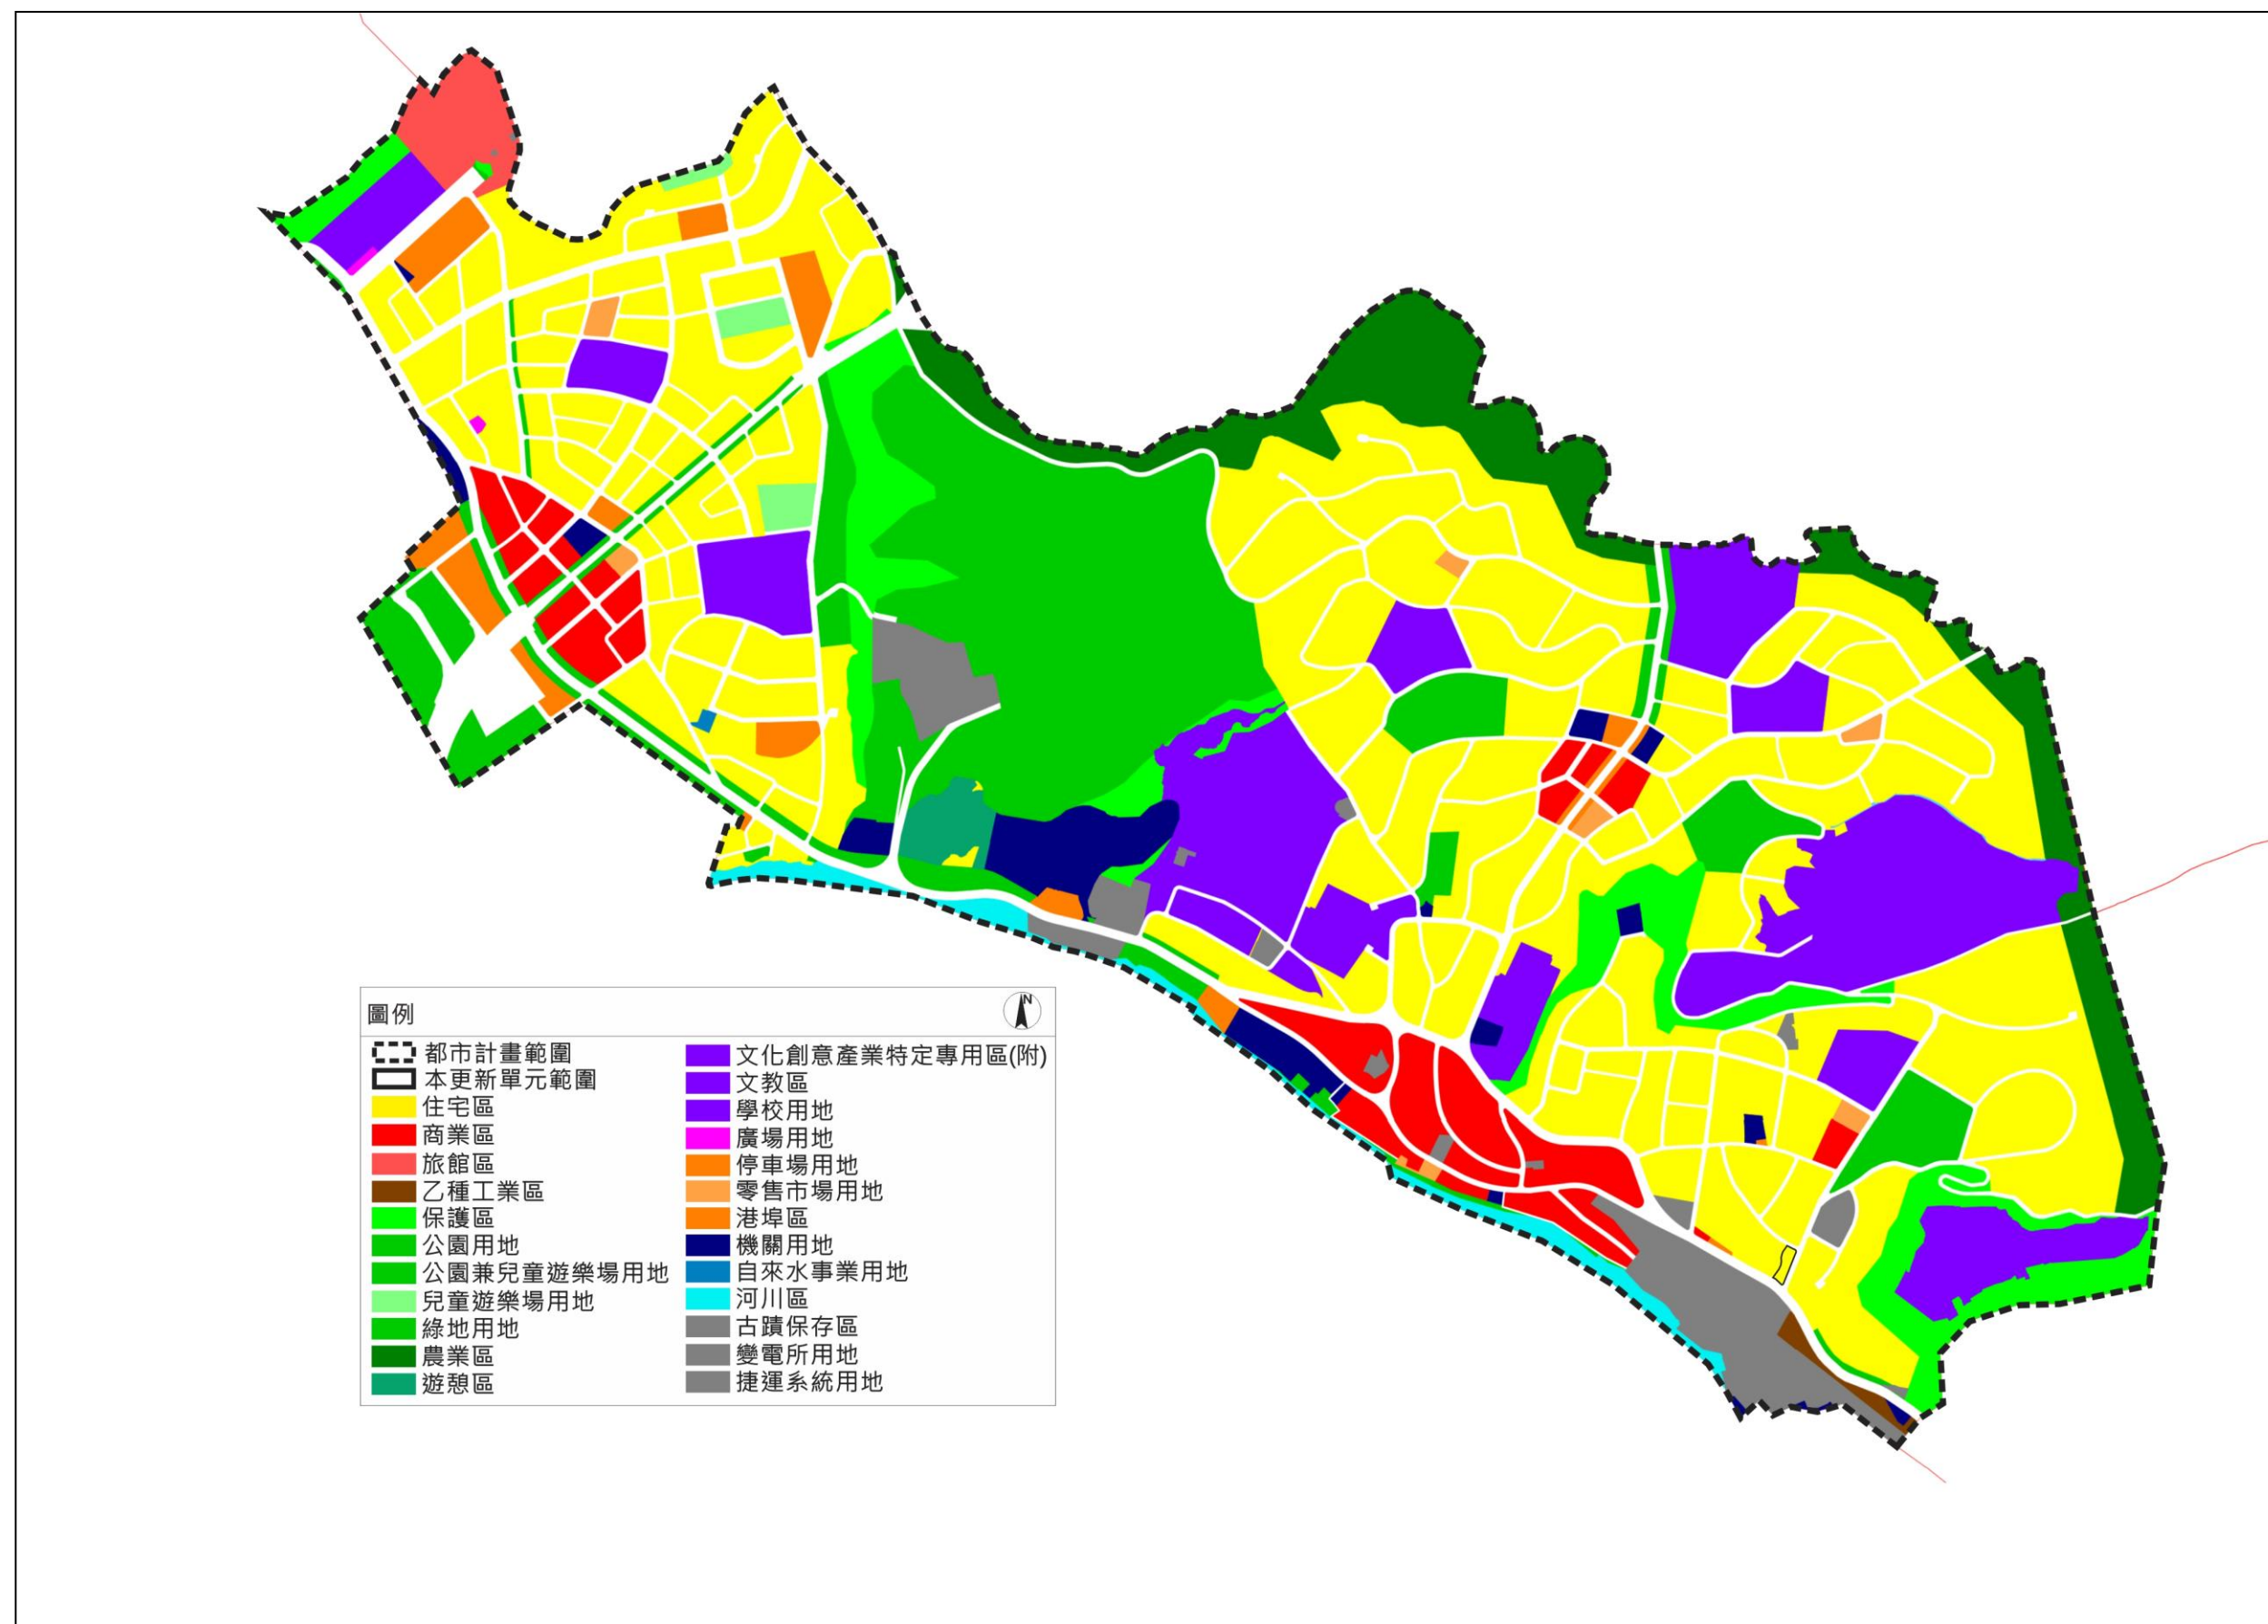 圖例
N
都市計畫範圍
本更新單元範圍
住宅區
商業區
旅館區
乙種工業區
保護區
公園用地
公園兼兒童遊樂場用地
兒童遊樂場用地
綠地用地
農業區
遊憩區
文化創意產業特定專用區(附)
文教區
學校用地
廣場用地
停車場用地
零售市場用地
港埠區
機關用地
自來水事業用地
河川區
古蹟保存區
變電所用地
捷運系統用地